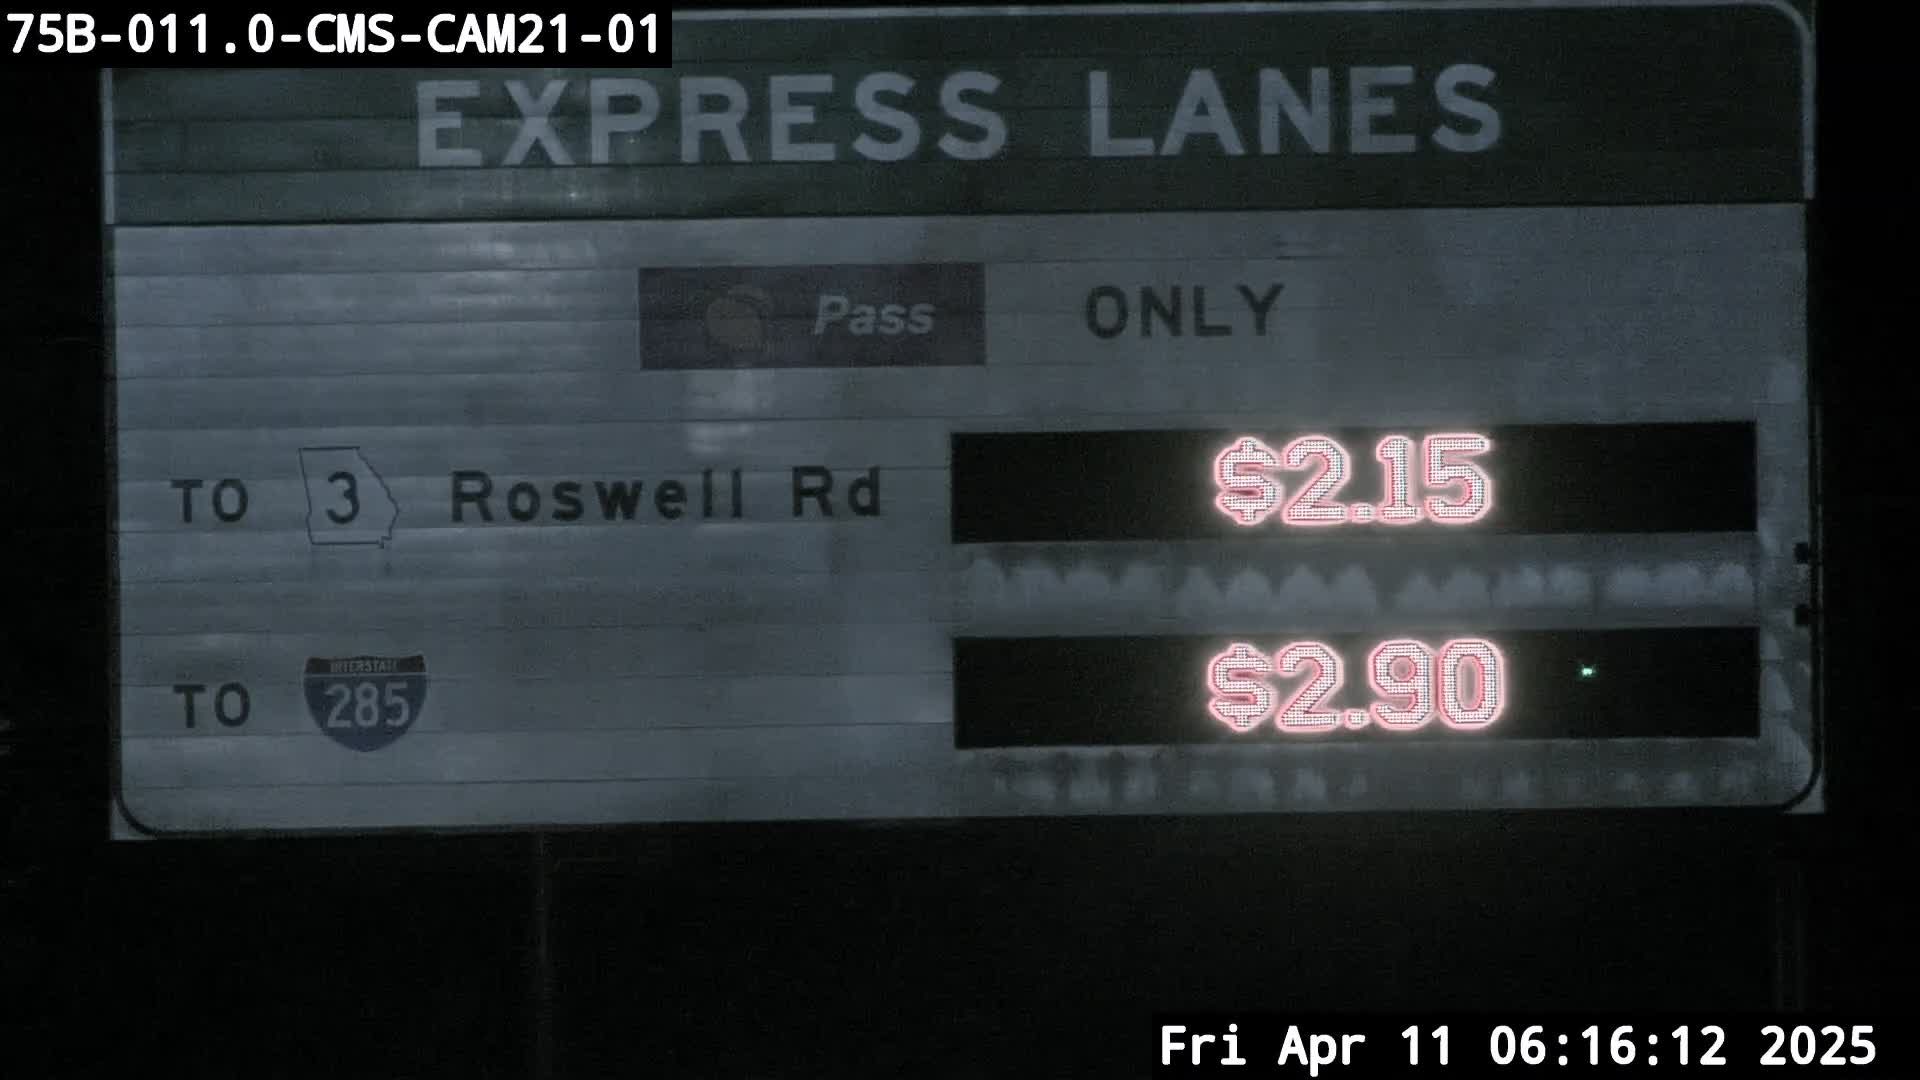 75B-011.0-CMS-CAM21-01
EXPRESS LANES
Pass ONLY
TO 3 Roswell Rd $2.15
TO INTERSTATE 285 $2.90
Fri Apr 11 06:16:12 2025